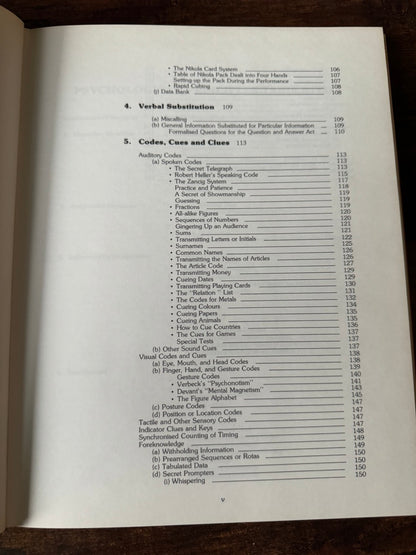 • The Nikola Card System 106
• Table of Nikola Pack Dealt into Four Hands 107
Setting up the Pack During the Performance 107
• Rapid Cubing 108
(j) Data Bank 108
4. Verbal Substitution 109
(a) Miscalling 109
(b) General Information Substituted for Particular Information 109
Formalised Questions for the Question and Answer Act 110
5. Codes, Cues and Clues 113
Auditory Codes 113
(a) Spoken Codes 113
• The Secret Telegraph 113
• Robert Heller's Speaking Code 115
• The Zancig System 117
Practice and Patience 118
A Secret of Showmanship 119
Guessing 119
• Fractions 119
• All-alike Figures 120
• Sequences of Numbers 120
Gingering Up an Audience 121
• Sums 121
• Transmitting Letters or Initials 122
• Surnames 125
• Common Names 126
• Transmitting the Names of Articles 126
• The Article Code 127
• Transmitting Money 129
• Cueing Dates 129
• Transmitting Playing Cards 130
• The "Relation" List 131
• The Codes for Metals 132
• Cueing Colours 134
• Cueing Papers 135
• Cueing Animals 135
• How to Cue Countries 136
• The Cues for Games 137
Special Tests 137
(b) Other Sound Cues 137
Visual Codes and Cues 138
(a) Eye, Mouth, and Head Codes 138
(b) Finger, Hand, and Gesture Codes 139
Gesture Codes 140
• Verbeck's "Psychonotism" 141
• Devant's "Mental Magnetism" 143
• The Figure Alphabet 145
(c) Posture Codes 147
(d) Position or Location Codes 147
Tactile and Other Sensory Codes 147
Indicator Clues and Keys 148
Synchronised Counting of Timing 149
Foreknowledge 149
(a) Withholding Information 150
(b) Prearranged Sequences or Rotas 150
(c) Tabulated Data 150
(d) Secret Prompters 150
(i) Whispering 150
v